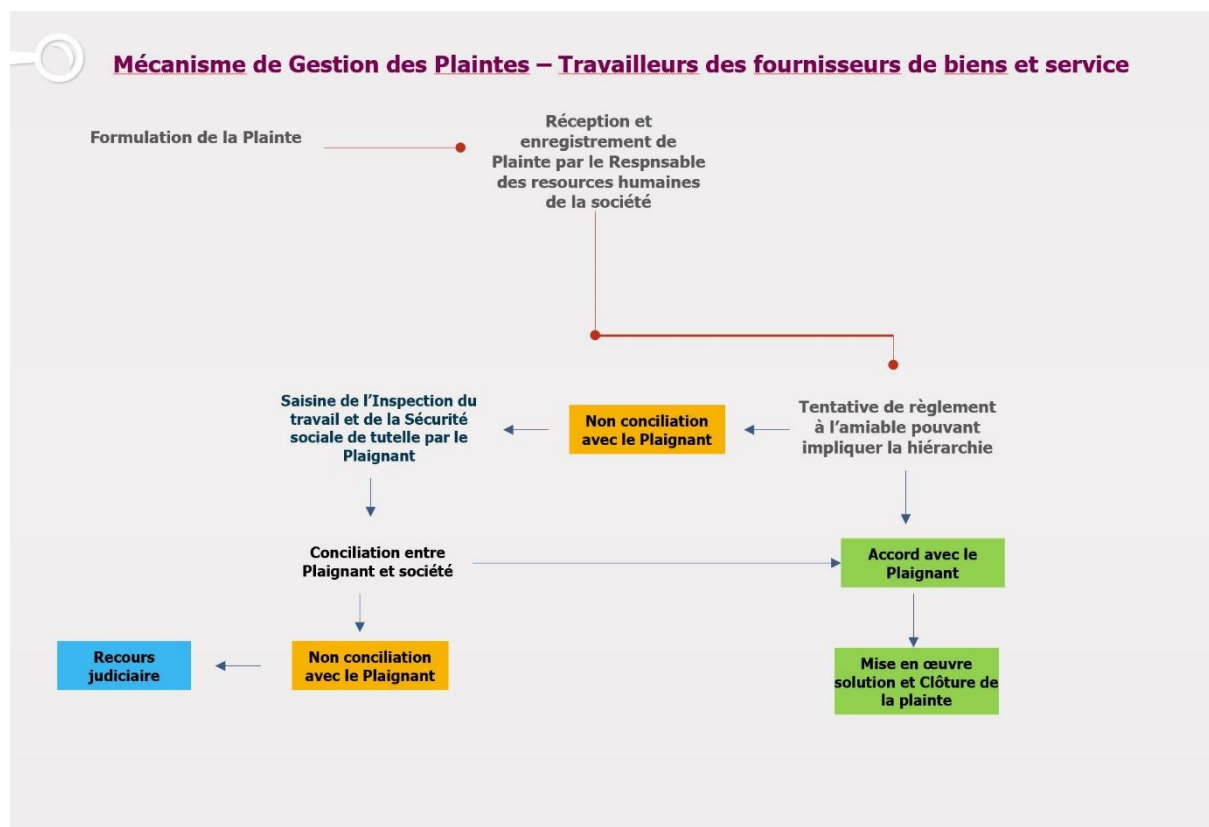 Mécanisme de Gestion des Plaintes – Travailleurs des fournisseurs de biens et service
Formulation de la Plainte
Réception et
enregistrement de
Plainte par le Respnsable
des resources humaines
de la société
Tentative de règlement
à l’amiable pouvant
impliquer la hiérarchie
Non conciliation
avec le Plaignant
Saisine de l’Inspection du
travail et de la Sécurité
sociale de tutelle par le
Plaignant
Conciliation entre
Plaignant et société
Accord avec le
Plaignant
Non conciliation
avec le Plaignant
Recours
judiciaire
Mise en œuvre
solution et Clôture de
la plainte